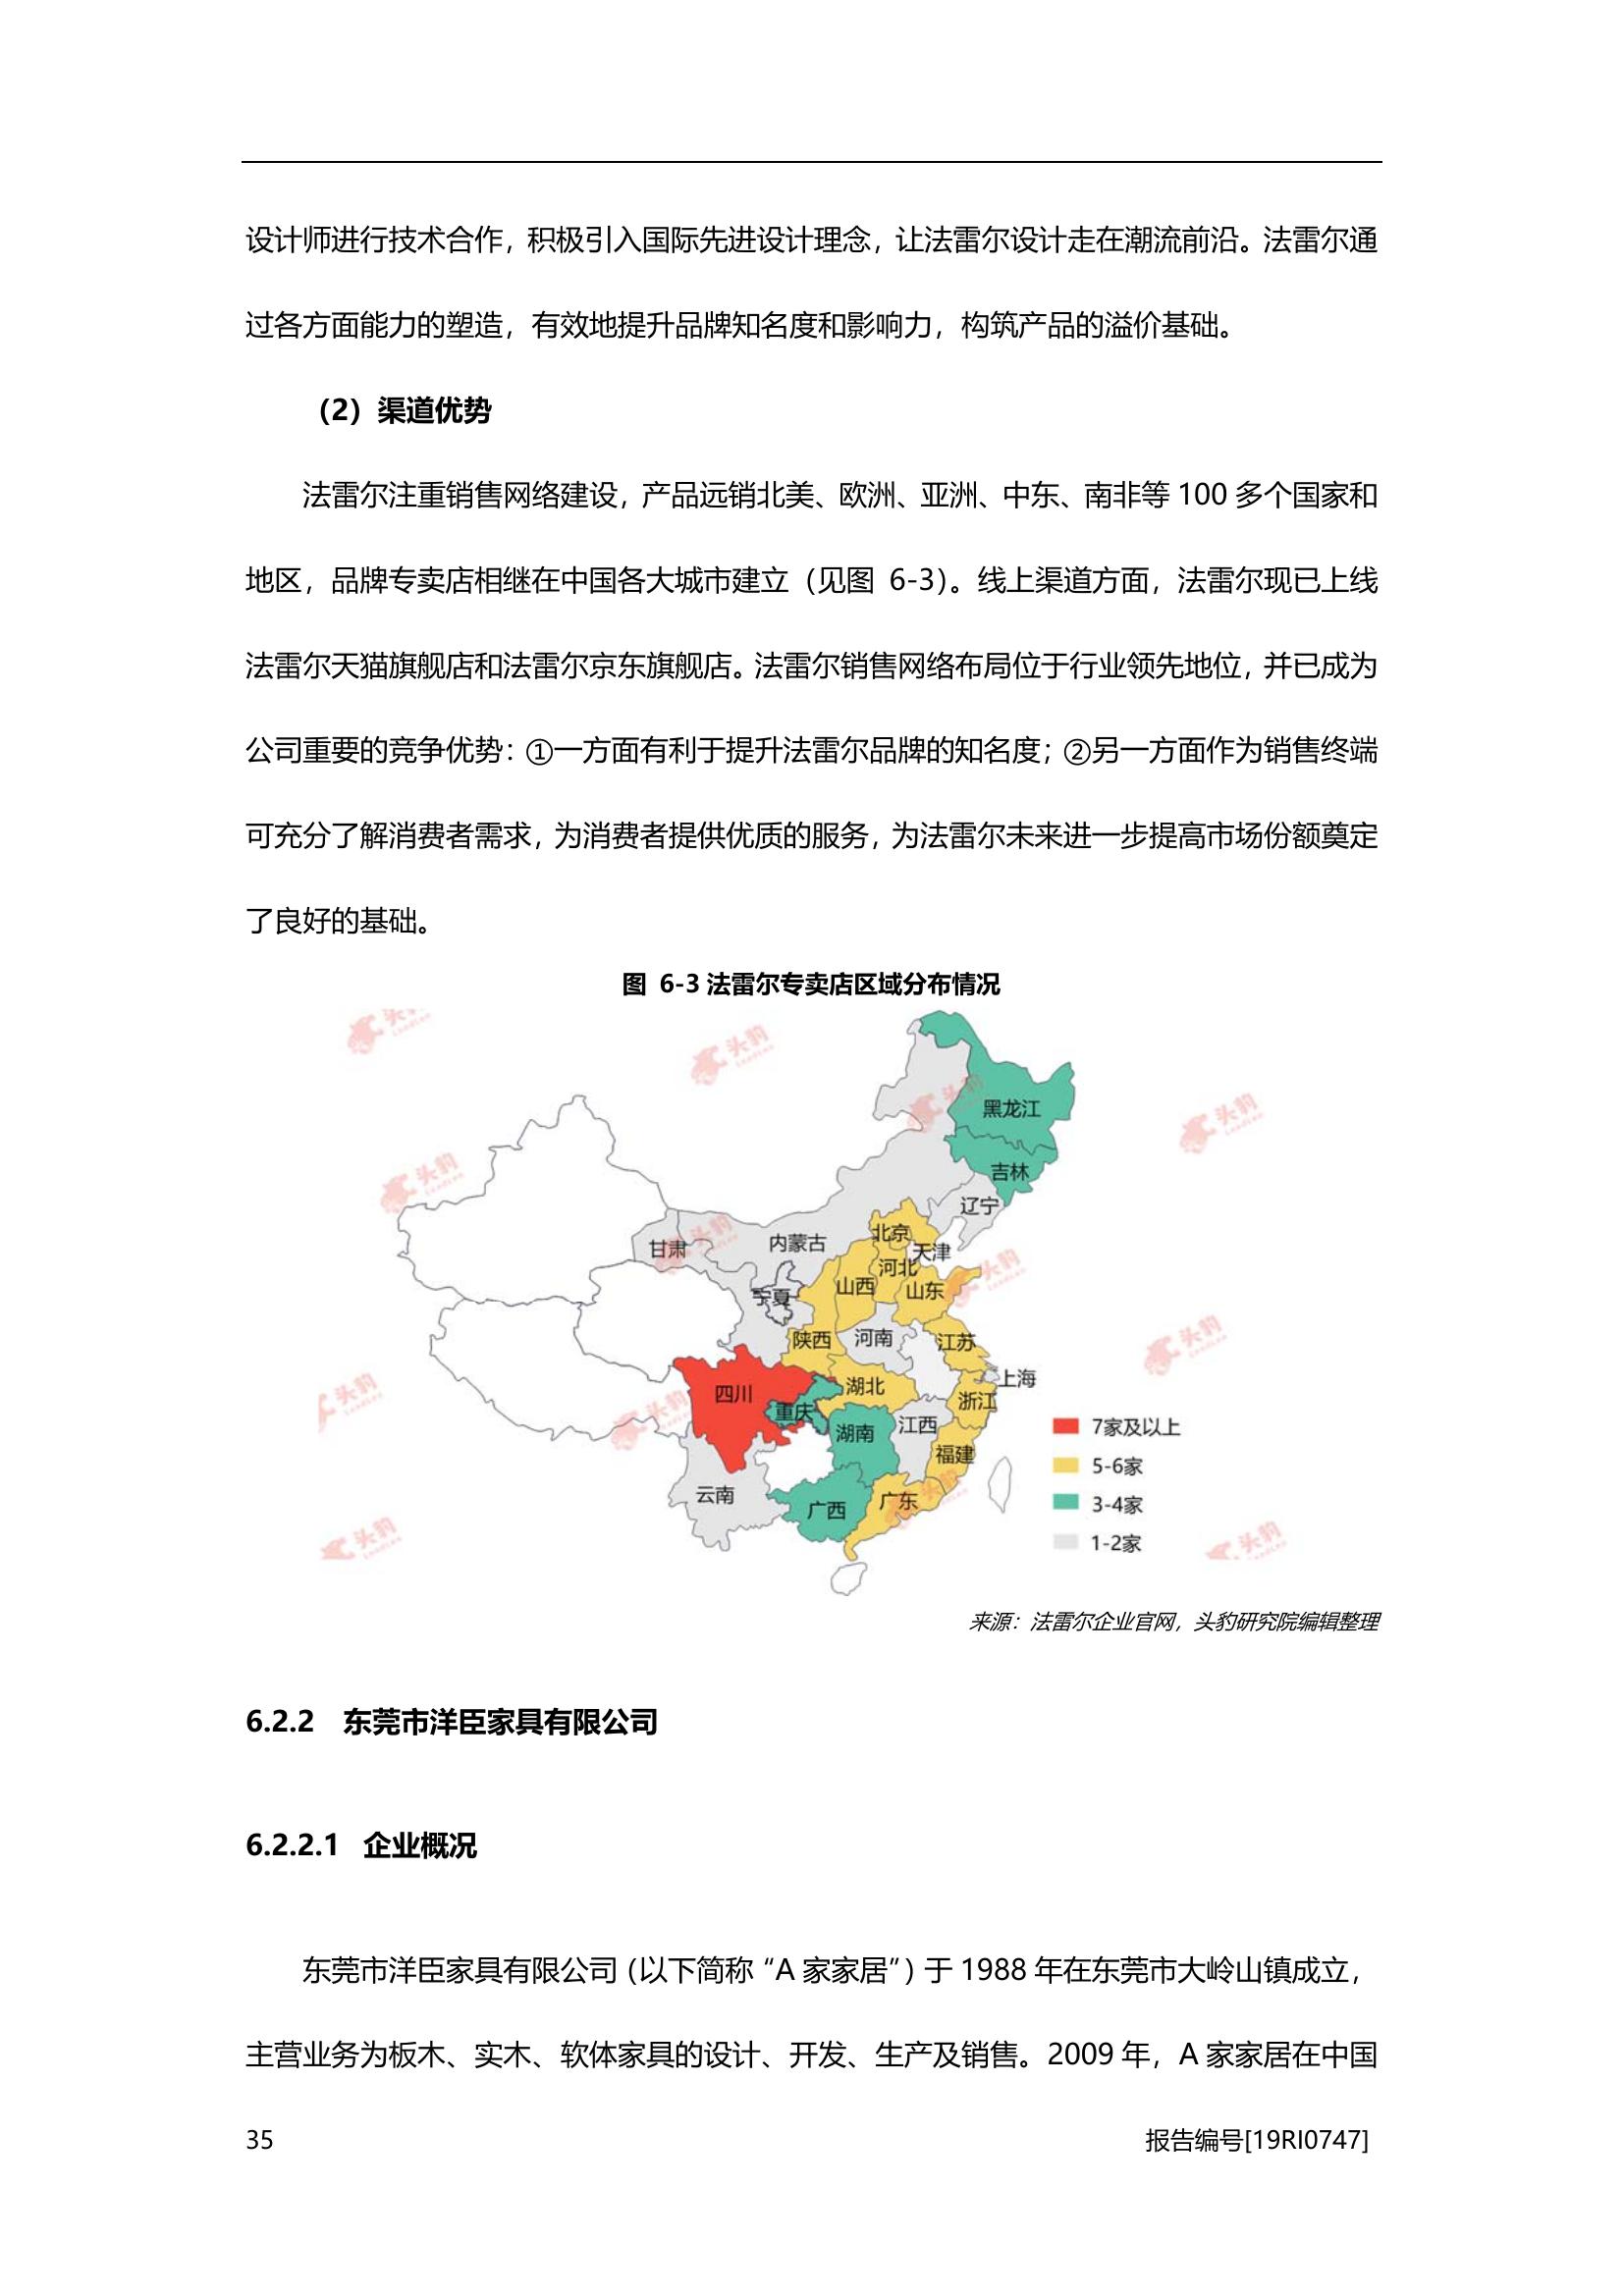 设计师进行技术合作，积极引入国际先进设计理念，让法雷尔设计走在潮流前沿。法雷尔通
过各方面能力的塑造，有效地提升品牌知名度和影响力，构筑产品的溢价基础。
（2）渠道优势
法雷尔注重销售网络建设，产品远销北美、欧洲、亚洲、中东、南非等 100 多个国家和
地区，品牌专卖店相继在中国各大城市建立（见图 6-3）。线上渠道方面，法雷尔现已上线
法雷尔天猫旗舰店和法雷尔京东旗舰店。法雷尔销售网络布局位于行业领先地位，并已成为
公司重要的竞争优势：①一方面有利于提升法雷尔品牌的知名度；②另一方面作为销售终端
可充分了解消费者需求，为消费者提供优质的服务，为法雷尔未来进一步提高市场份额奠定
了良好的基础。
图 6-3 法雷尔专卖店区域分布情况
黑龙江
吉林
辽宁
北京
内蒙古
甘肃
天津
河北
山西
山东
宁夏
陕西
河南
江苏
上海
四川
湖北
浙江
重庆
湖南
江西
福建
云南
广西
广东
7家及以上
5-6家
3-4家
1-2家
头豹
来源：法雷尔企业官网，头豹研究院编辑整理
6.2.2 东莞市洋臣家具有限公司
6.2.2.1 企业概况
东莞市洋臣家具有限公司（以下简称“A 家家居”）于 1988 年在东莞市大岭山镇成立，
主营业务为板木、实木、软体家具的设计、开发、生产及销售。2009 年，A 家家居在中国
35
报告编号[19RI0747]